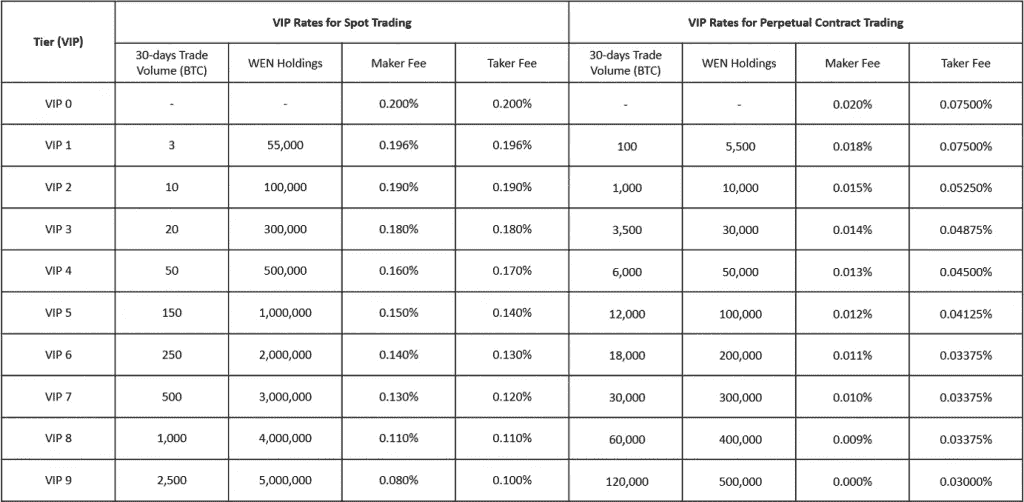 Tier (VIP)
VIP Rates for Spot Trading
VIP Rates for Perpetual Contract Trading
30-days Trade
Volume (BTC)
WEN Holdings
Maker Fee
Taker Fee
30-days Trade
Volume (BTC)
WEN Holdings
Maker Fee
Taker Fee
VIP 0 - - 0.200% 0.200% - - 0.020% 0.07500%
VIP 1 3 55,000 0.196% 0.196% 100 5,500 0.018% 0.07500%
VIP 2 10 100,000 0.190% 0.190% 1,000 10,000 0.015% 0.05250%
VIP 3 20 300,000 0.180% 0.180% 3,500 30,000 0.014% 0.04875%
VIP 4 50 500,000 0.160% 0.170% 6,000 50,000 0.013% 0.04500%
VIP 5 150 1,000,000 0.150% 0.140% 12,000 100,000 0.012% 0.04125%
VIP 6 250 2,000,000 0.140% 0.130% 18,000 200,000 0.011% 0.03375%
VIP 7 500 3,000,000 0.130% 0.120% 30,000 300,000 0.010% 0.03375%
VIP 8 1,000 4,000,000 0.110% 0.110% 60,000 400,000 0.009% 0.03375%
VIP 9 2,500 5,000,000 0.080% 0.100% 120,000 500,000 0.000% 0.03000%